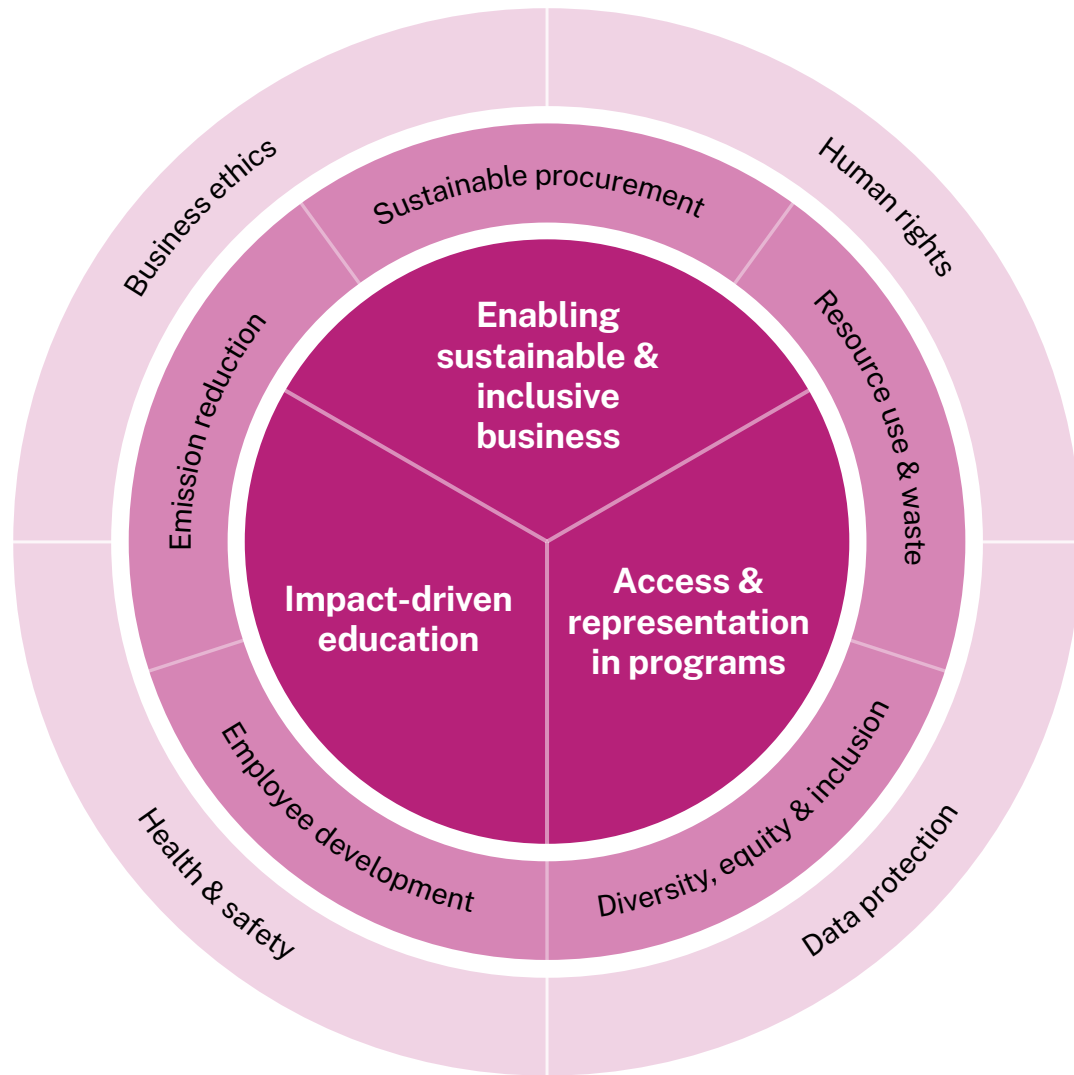 Business ethics
Human rights
Sustainable procurement
Emission reduction
Resource use & waste
Enabling
sustainable &
inclusive
business
Impact-driven
education
Access &
representation
in programs
Employee development
Diversity, equity & inclusion
Health & safety
Data protection